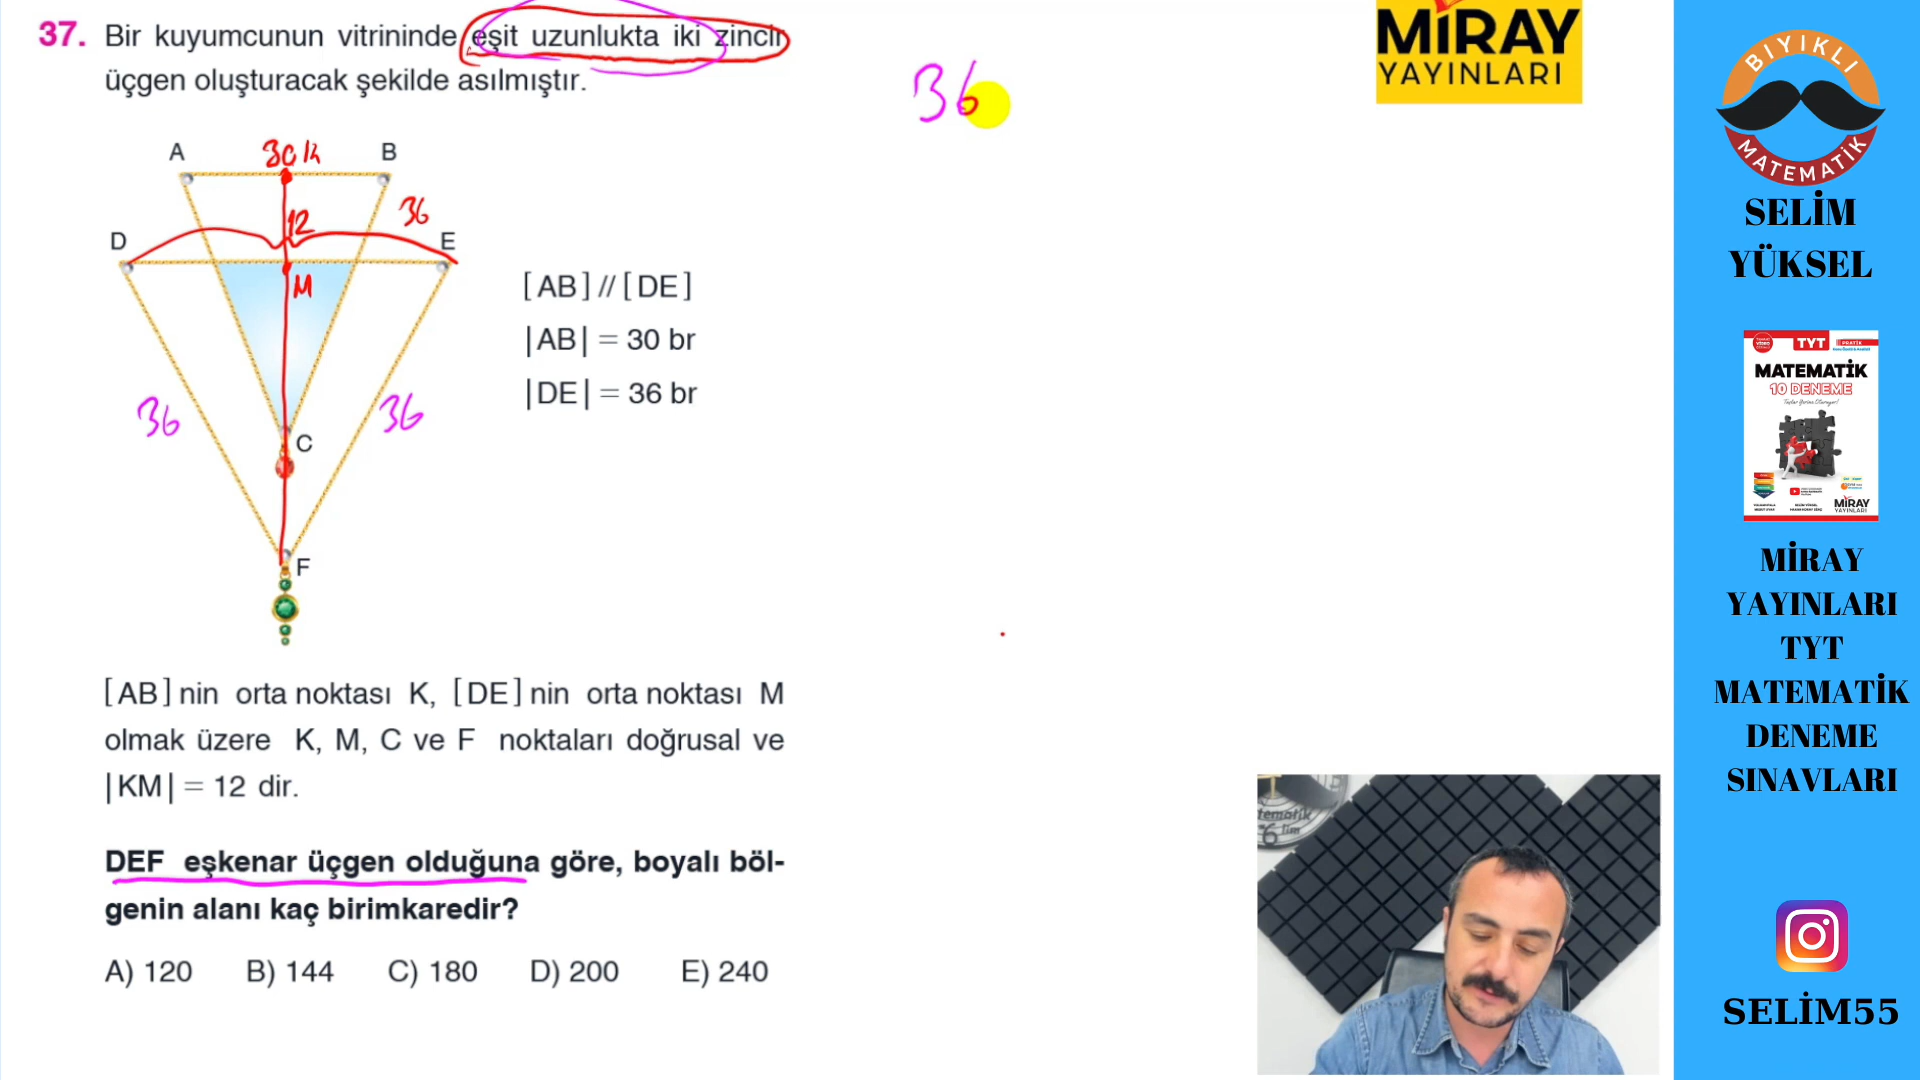 37. Bir kuyumcunun vitrininde eşit uzunlukta iki zincir
üçgen oluşturacak şekilde asılmıştır.
36
A 30 K B
12
36
D E
M
36 36
C
F
[AB] // [DE]
|AB| = 30 br
|DE| = 36 br
[AB] nin orta noktası K, [DE] nin orta noktası M
olmak üzere K, M, C ve F noktaları doğrusal ve
|KM| = 12 dir.
DEF eşkenar üçgen olduğuna göre, boyalı böl-
genin alanı kaç birimkaredir?
A) 120 B) 144 C) 180 D) 200 E) 240
MİRAY
YAYINLARI
BIYIKLI
MATEMATİK
SELİM
YÜKSEL
TYT
MATEMATİK
10 DENEME
MİRAY
YAYINLARI
MİRAY
YAYINLARI
TYT
MATEMATİK
DENEME
SINAVLARI
SELİM55